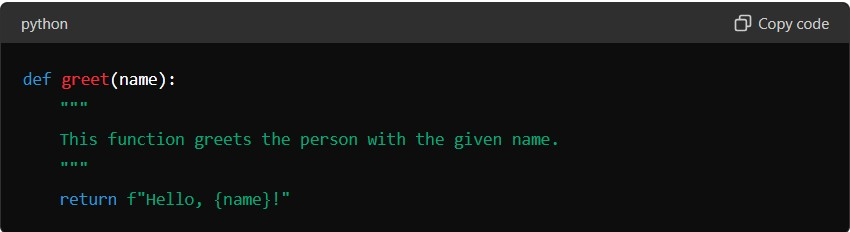 python
Copy code
def greet(name):
    """
    This function greets the person with the given name.
    """
    return f"Hello, {name}!"